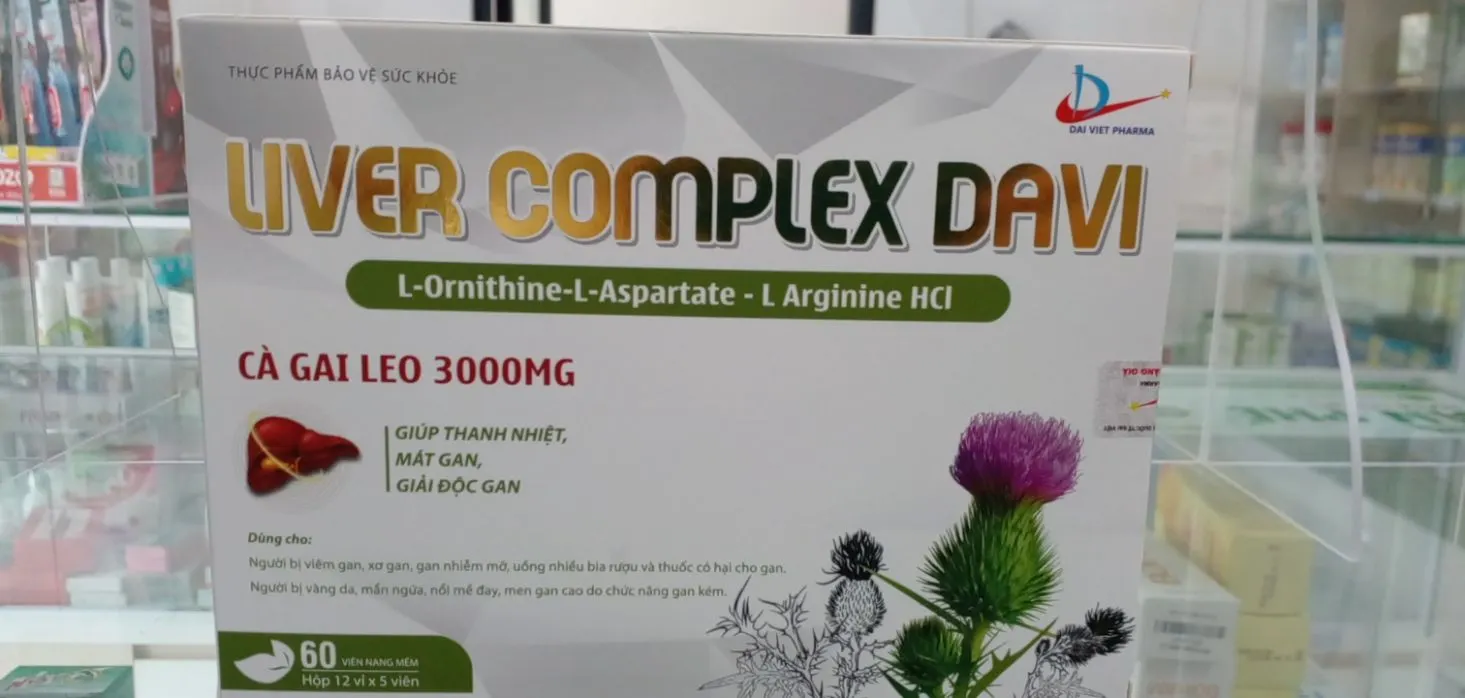 THỰC PHẨM BẢO VỆ SỨC KHỎE
DAI VIET PHARMA
LIVER COMPLEX DAVI
L-Ornithine-L-Aspartate - L Arginine HCl
CÀ GAI LEO 3000MG
GIÚP THANH NHIỆT,
MÁT GAN,
GIẢI ĐỘC GAN
Dùng cho:
Người bị viêm gan, xơ gan, gan nhiễm mỡ, uống nhiều bia rượu và thuốc có hại cho gan.
Người bị vàng da, mẩn ngứa, nổi mề đay, men gan cao do chức năng gan kém.
60 VIÊN NANG MỀM
Hộp 12 vỉ x 5 viên